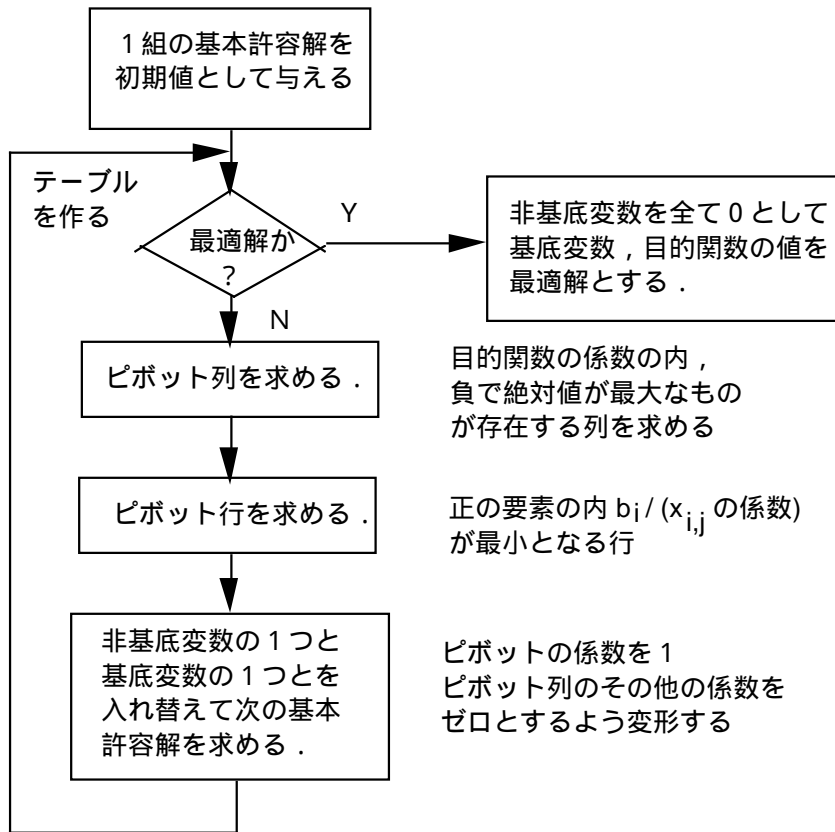 1組の基本許容解を
初期値として与える
テーブル
を作る
最適解か
?
Y
非基底変数を全て0として
基底変数,目的関数の値を
最適解とする.
N
ピボット列を求める.
目的関数の係数の内,
負で絶対値が最大なもの
が存在する列を求める
ピボット行を求める.
正の要素の内 bi / (xi,j の係数)
が最小となる行
非基底変数の1つと
基底変数の1つとを
入れ替えて次の基本
許容解を求める.
ピボットの係数を1
ピボット列のその他の係数を
ゼロとするよう変形する